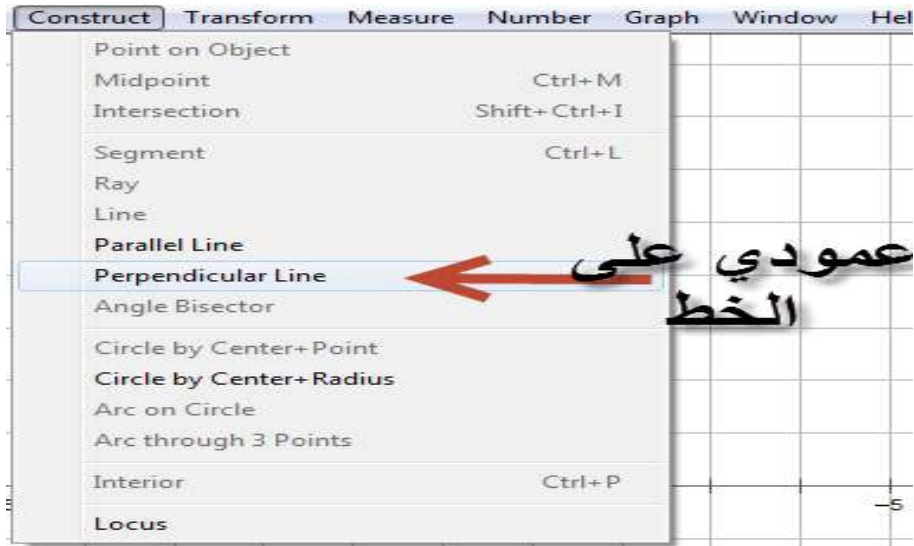 Construct Transform Measure Number Graph Window Hel
Point on Object
Midpoint Ctrl+M
Intersection Shift+Ctrl+I
Segment Ctrl+L
Ray
Line
Parallel Line
Perpendicular Line
عمودي على
الخط
Angle Bisector
Circle by Center+Point
Circle by Center+Radius
Arc on Circle
Arc through 3 Points
Interior Ctrl+P
-5
Locus